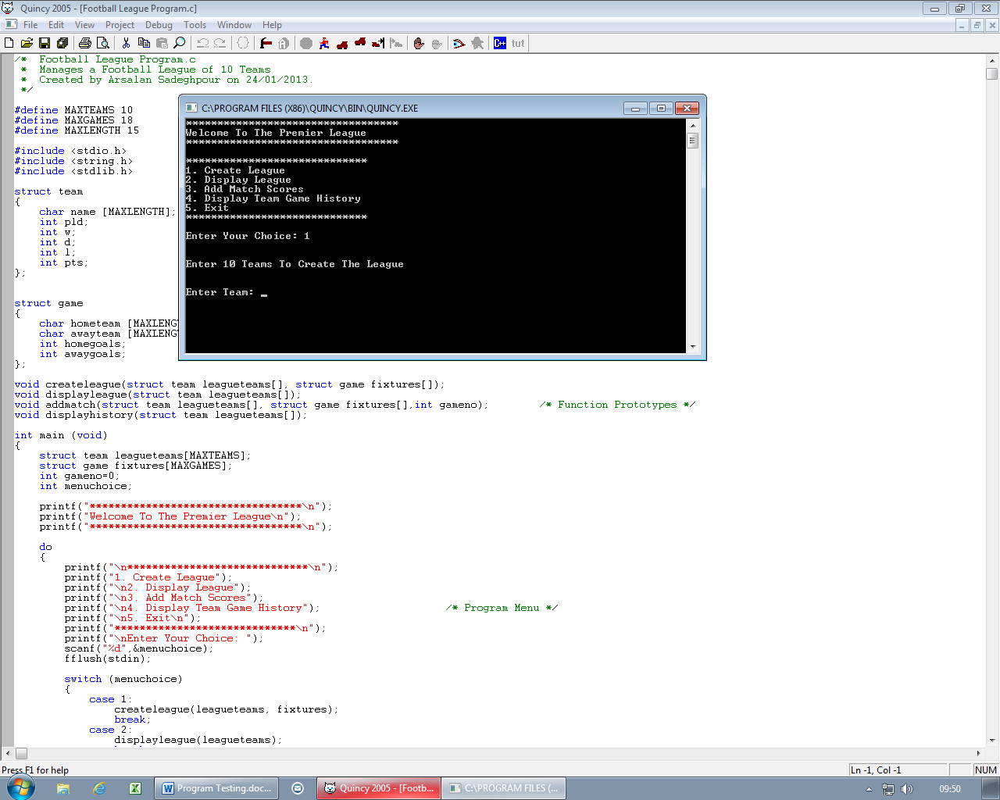 Quincy 2005 - [Football League Program.c]
File Edit View Project Debug Tools Window Help
C++ tut
/*  Football League Program.c
 *  Manages a Football League of 10 Teams
 *  Created by Arsalan Sadeghpour on 24/01/2013.
 */
#define MAXTEAMS 10
#define MAXGAMES 18
#define MAXLENGTH 15
#include <stdio.h>
#include <string.h>
#include <stdlib.h>
struct team
{
    char name [MAXLENGTH];
    int pld;
    int w;
    int d;
    int l;
    int pts;
};
struct game
{
    char hometeam [MAXLENG
    char awayteam [MAXLENG
    int homegoals;
    int awaygoals;
};
void createleague(struct team leagueteams[], struct game fixtures[]);
void displayleague(struct team leagueteams[]);
void addmatch(struct team leagueteams[], struct game fixtures[],int gameno);        /* Function Prototypes */
void displayhistory(struct team leagueteams[]);
int main (void)
{
    struct team leagueteams[MAXTEAMS];
    struct game fixtures[MAXGAMES];
    int gameno=0;
    int menuchoice;
    printf("**********************************\n");
    printf("Welcome To The Premier League\n");
    printf("**********************************\n");
    do
    {
        printf("\n*****************************\n");
        printf("1. Create League");
        printf("\n2. Display League");
        printf("\n3. Add Match Scores");
        printf("\n4. Display Team Game History");                    /* Program Menu */
        printf("\n5. Exit\n");
        printf("*****************************\n");
        printf("\nEnter Your Choice: ");
        scanf("%d",&menuchoice);
        fflush(stdin);
        switch (menuchoice)
        {
            case 1:
                createleague(leagueteams, fixtures);
                break;
            case 2:
                displayleague(leagueteams);
C:\PROGRAM FILES (X86)\QUINCY\BIN\QUINCY.EXE
**********************************
Welcome To The Premier League
**********************************
*****************************
1. Create League
2. Display League
3. Add Match Scores
4. Display Team Game History
5. Exit
*****************************
Enter Your Choice: 1
Enter 10 Teams To Create The League
Enter Team: _
Press F1 for help
Ln -1, Col -1 NUM
Program Testing.doc...
Quincy 2005 - [Footb...
C:\PROGRAM FILES (...
09:50